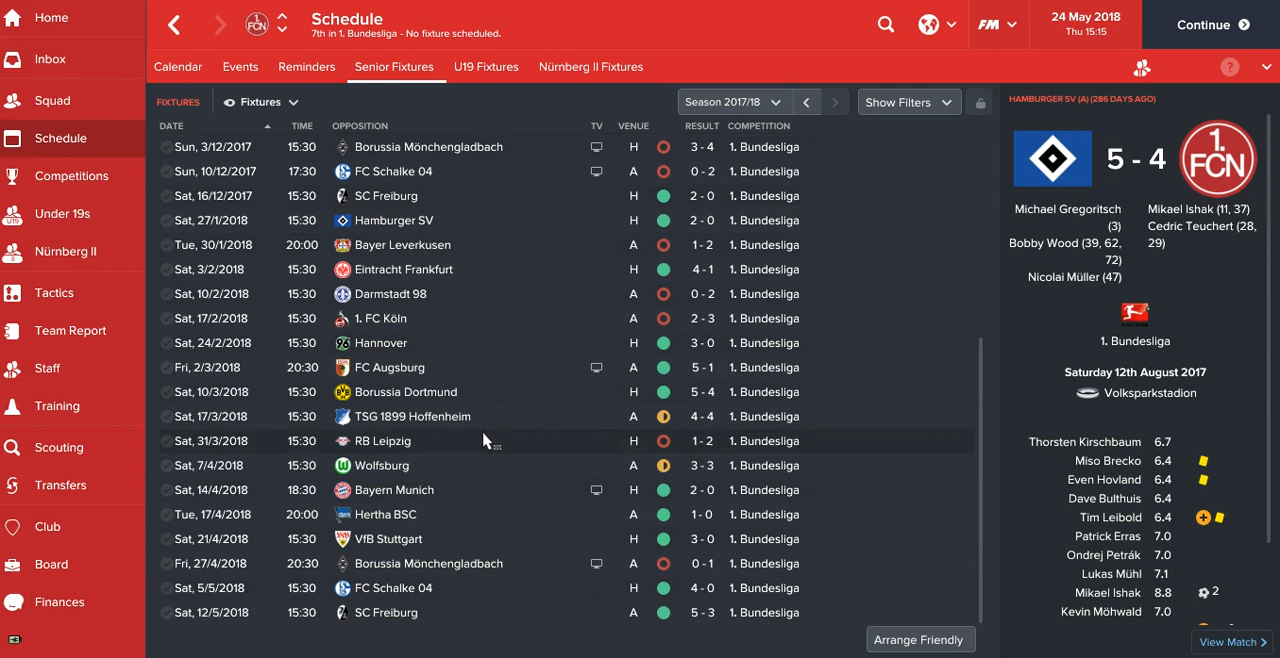 Home
Inbox
Squad
Schedule
Competitions
Under 19s
Nürnberg II
Tactics
Team Report
Staff
Training
Scouting
Transfers
Club
Board
Finances
1. FCN
Schedule
7th in 1. Bundesliga - No fixture scheduled.
FM
24 May 2018
Thu 15:15
Continue
Calendar Events Reminders Senior Fixtures U19 Fixtures Nürnberg II Fixtures
?
FIXTURES Fixtures Season 2017/18 Show Filters
DATE TIME OPPOSITION TV VENUE RESULT COMPETITION
Sun, 3/12/2017 15:30 Borussia Mönchengladbach H 3 - 4 1. Bundesliga
Sun, 10/12/2017 17:30 FC Schalke 04 A 0 - 2 1. Bundesliga
Sat, 16/12/2017 15:30 SC Freiburg H 2 - 0 1. Bundesliga
Sat, 27/1/2018 15:30 Hamburger SV H 2 - 0 1. Bundesliga
Tue, 30/1/2018 20:00 Bayer Leverkusen A 1 - 2 1. Bundesliga
Sat, 3/2/2018 15:30 Eintracht Frankfurt H 4 - 1 1. Bundesliga
Sat, 10/2/2018 15:30 Darmstadt 98 A 0 - 2 1. Bundesliga
Sat, 17/2/2018 15:30 1. FC Köln A 2 - 3 1. Bundesliga
Sat, 24/2/2018 15:30 Hannover H 3 - 0 1. Bundesliga
Fri, 2/3/2018 20:30 FC Augsburg A 5 - 1 1. Bundesliga
Sat, 10/3/2018 15:30 Borussia Dortmund H 5 - 4 1. Bundesliga
Sat, 17/3/2018 15:30 TSG 1899 Hoffenheim A 4 - 4 1. Bundesliga
Sat, 31/3/2018 15:30 RB Leipzig H 1 - 2 1. Bundesliga
Sat, 7/4/2018 15:30 Wolfsburg A 3 - 3 1. Bundesliga
Sat, 14/4/2018 18:30 Bayern Munich H 2 - 0 1. Bundesliga
Tue, 17/4/2018 20:00 Hertha BSC A 1 - 0 1. Bundesliga
Sat, 21/4/2018 15:30 VfB Stuttgart H 3 - 0 1. Bundesliga
Fri, 27/4/2018 20:30 Borussia Mönchengladbach A 0 - 1 1. Bundesliga
Sat, 5/5/2018 15:30 FC Schalke 04 H 4 - 0 1. Bundesliga
Sat, 12/5/2018 15:30 SC Freiburg A 5 - 3 1. Bundesliga
Arrange Friendly
HAMBURGER SV (A) (286 DAYS AGO)
5 - 4
1. FCN
Michael Gregoritsch (3)
Bobby Wood (39, 62, 72)
Nicolai Müller (47)
Mikael Ishak (11, 37)
Cedric Teuchert (28, 29)
1. Bundesliga
Saturday 12th August 2017
Volksparkstadion
Thorsten Kirschbaum 6.7
Miso Brecko 6.4
Even Hovland 6.4
Dave Bulthuis 6.4
Tim Leibold 6.4
Patrick Erras 7.0
Ondrej Petrák 7.0
Lukas Mühl 7.1
Mikael Ishak 8.8 2
Kevin Möhwald 7.0
View Match